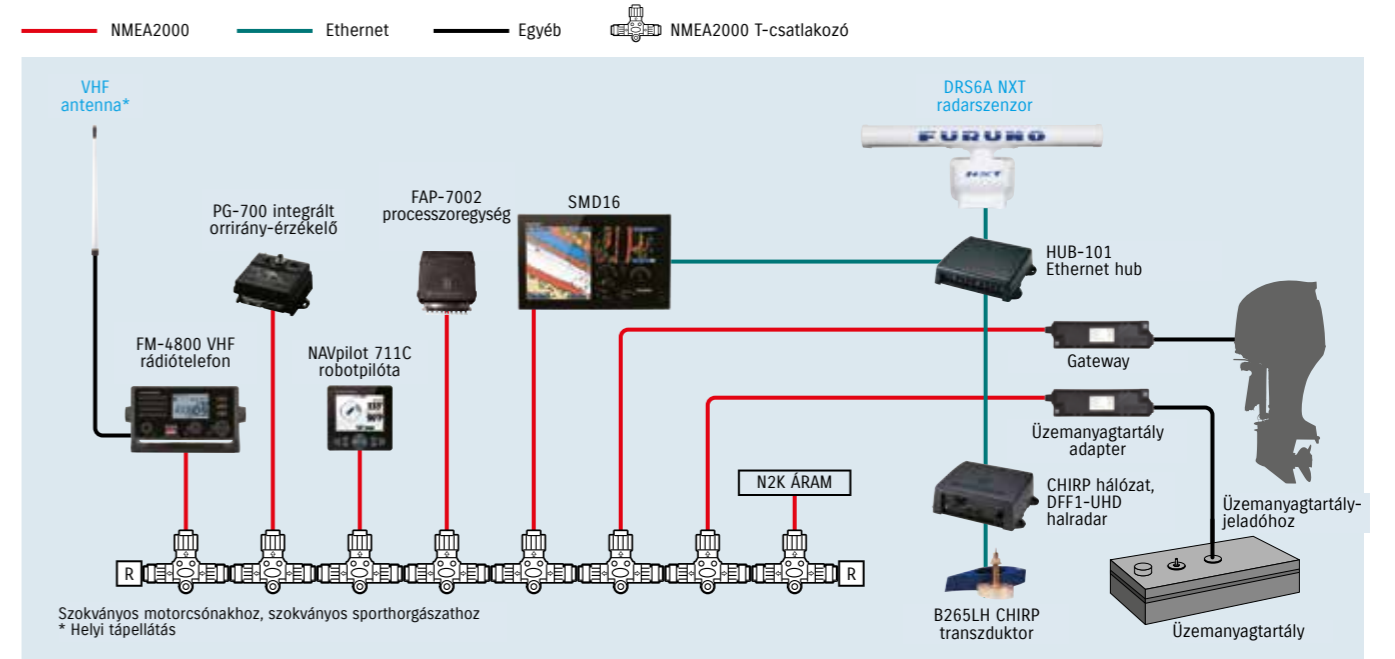 NMEA2000
Ethernet
Egyéb
NMEA2000 T-csatlakozó
VHF
antenna*
DRS6A NXT
radarszenzor
FURUNO
NXT
PG-700 integrált
orrirány-érzékelő
FAP-7002
processzoregység
SMD16
HUB-101
Ethernet hub
FM-4800 VHF
rádiótelefon
NAVpilot 711C
robotpilóta
Gateway
Üzemanyagtartály
adapter
N2K ÁRAM
CHIRP hálózat,
DFF1-UHD
halradar
Üzemanyagtartály-
jeladóhoz
R
R
Szokványos motorcsónakhoz, szokványos sporthorgászathoz
* Helyi tápellátás
B265LH CHIRP
transzduktor
Üzemanyagtartály